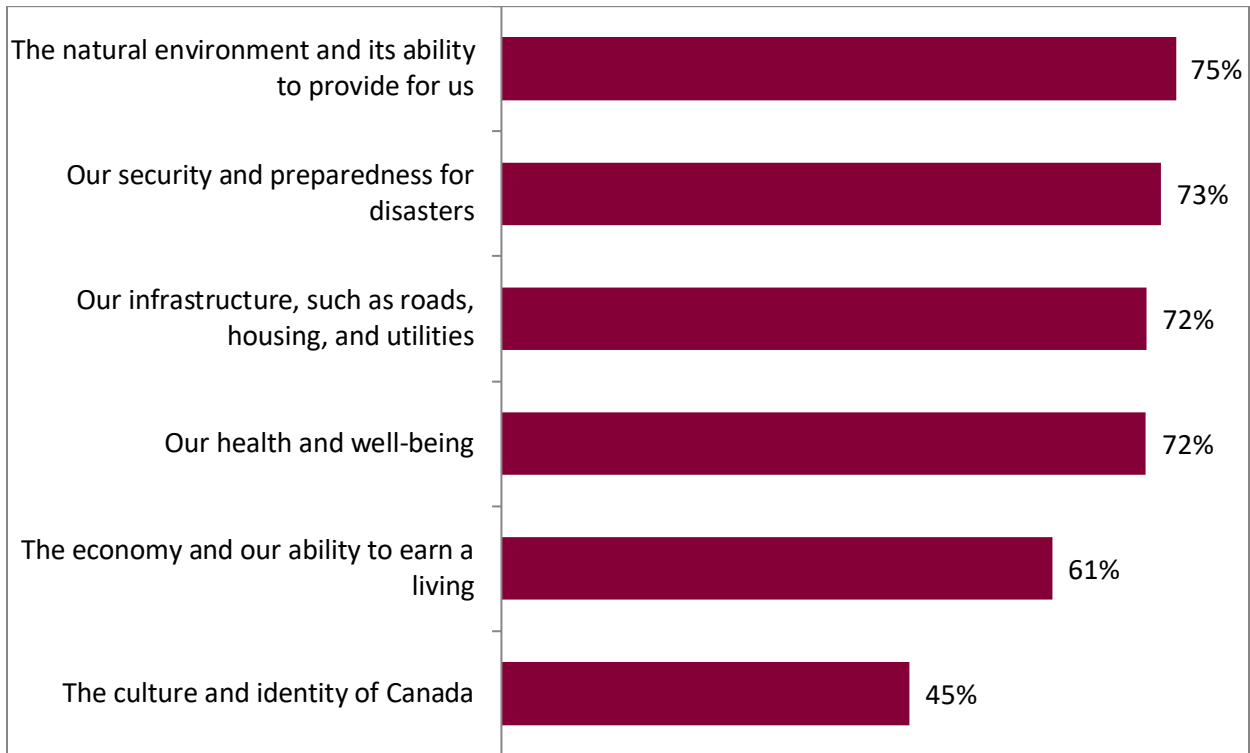 The natural environment and its ability
to provide for us
75%
Our security and preparedness for
disasters
73%
Our infrastructure, such as roads,
housing, and utilities
72%
Our health and well-being
72%
The economy and our ability to earn a
living
61%
The culture and identity of Canada
45%